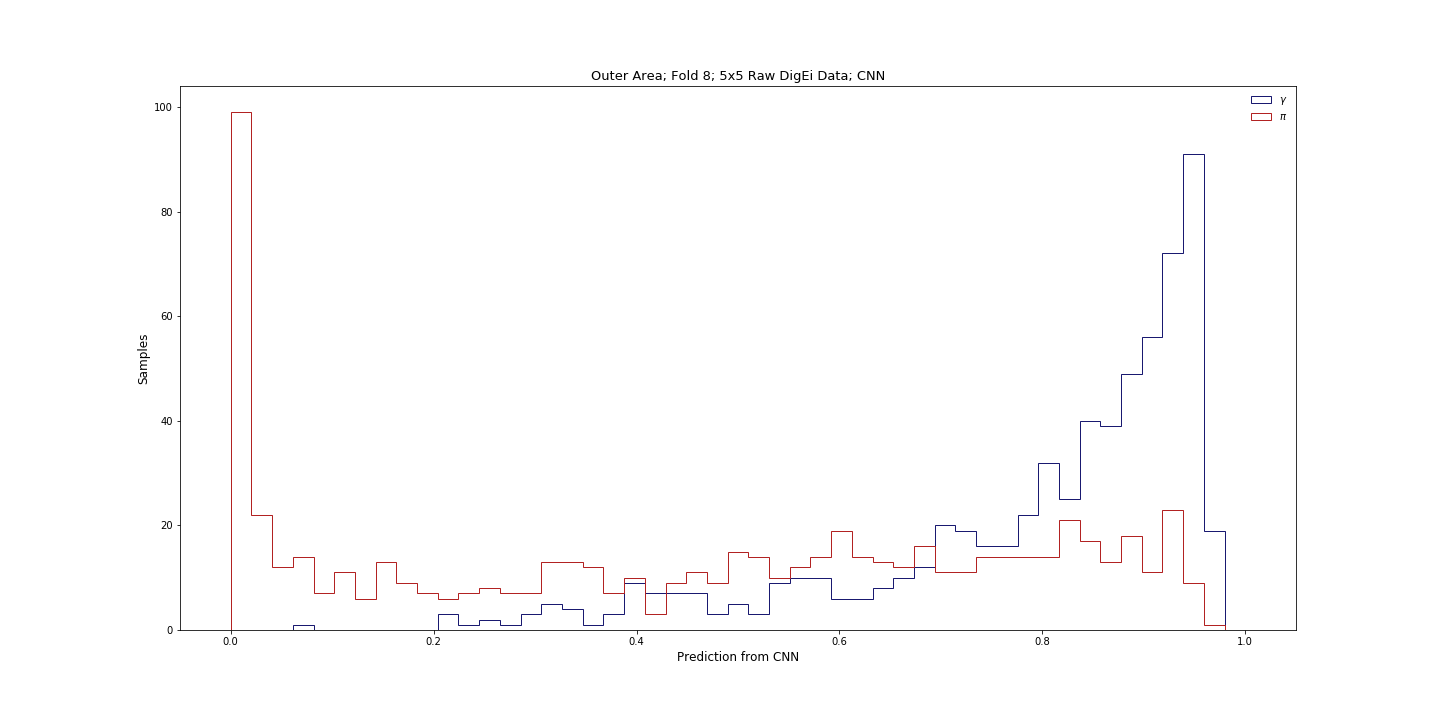 Outer Area; Fold 8; 5x5 Raw DigEi Data; CNN
γ
π
100
80
60
40
20
0
Samples
0.0 0.2 0.4 0.6 0.8 1.0
Prediction from CNN